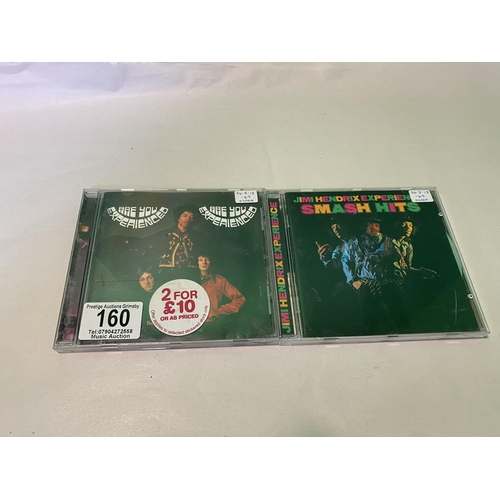 ARE YOU
EXPERIENCED
ARE YOU
EXPERIENCED
2 FOR
£10
OR AS PRICED
Prestige Auctions Grimsby
160
Tel:07904272558
Music Auction
JIMI HENDRIX EXPERIENCE
JIMI HENDRIX EXPERIEN
SMASH HITS